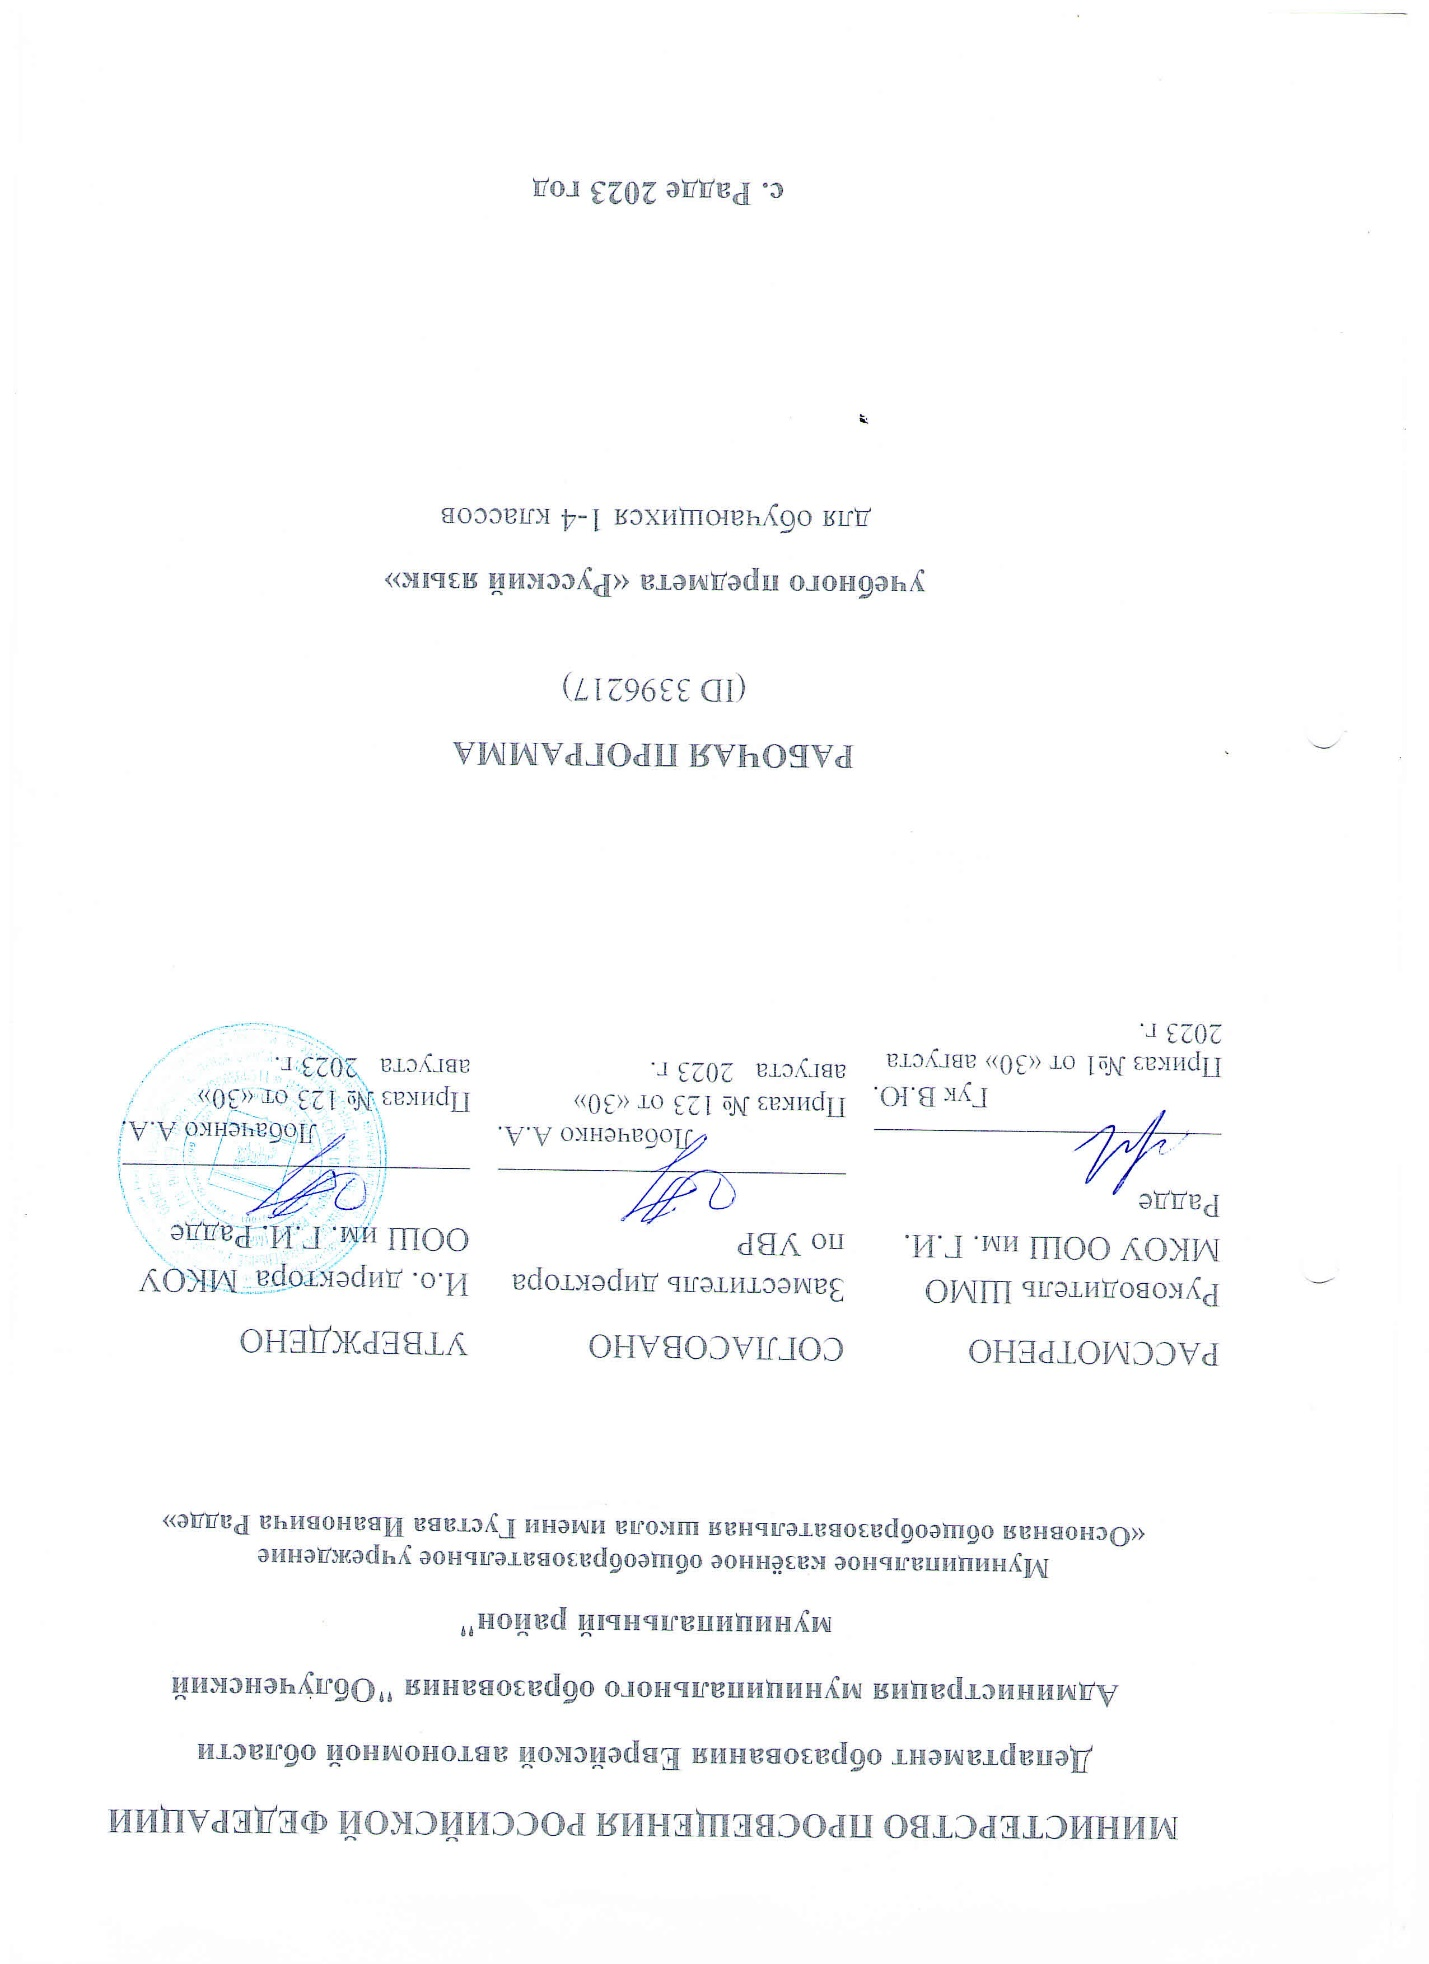 МИНИСТЕРСТВО ПРОСВЕЩЕНИЯ РОССИЙСКОЙ ФЕДЕРАЦИИ
Департамент образования Еврейской автономной области
Администрация муниципального образования "Облученский
муниципальный район"
Муниципальное казённое общеобразовательное учреждение
«Основная общеобразовательная школа имени Густава Ивановича Радде»
РАССМОТРЕНО
Руководитель ШМО
МКОУ ООШ им. Г.И.
Радде
Гук В.Ю.
Приказ №1 от «30» августа
2023 г.
СОГЛАСОВАНО
Заместитель директора
по УВР
Лобаченко А.А.
Приказ № 123 от «30»
августа 2023 г.
УТВЕРЖДЕНО
И.о. директора МКОУ
ООШ им. Г.И. Радде
Лобаченко А.А.
Приказ № 123 от «30»
августа 2023 г.
РАБОЧАЯ ПРОГРАММА
(ID 3396217)
учебного предмета «Русский язык»
для обучающихся 1-4 классов
с. Радде 2023 год